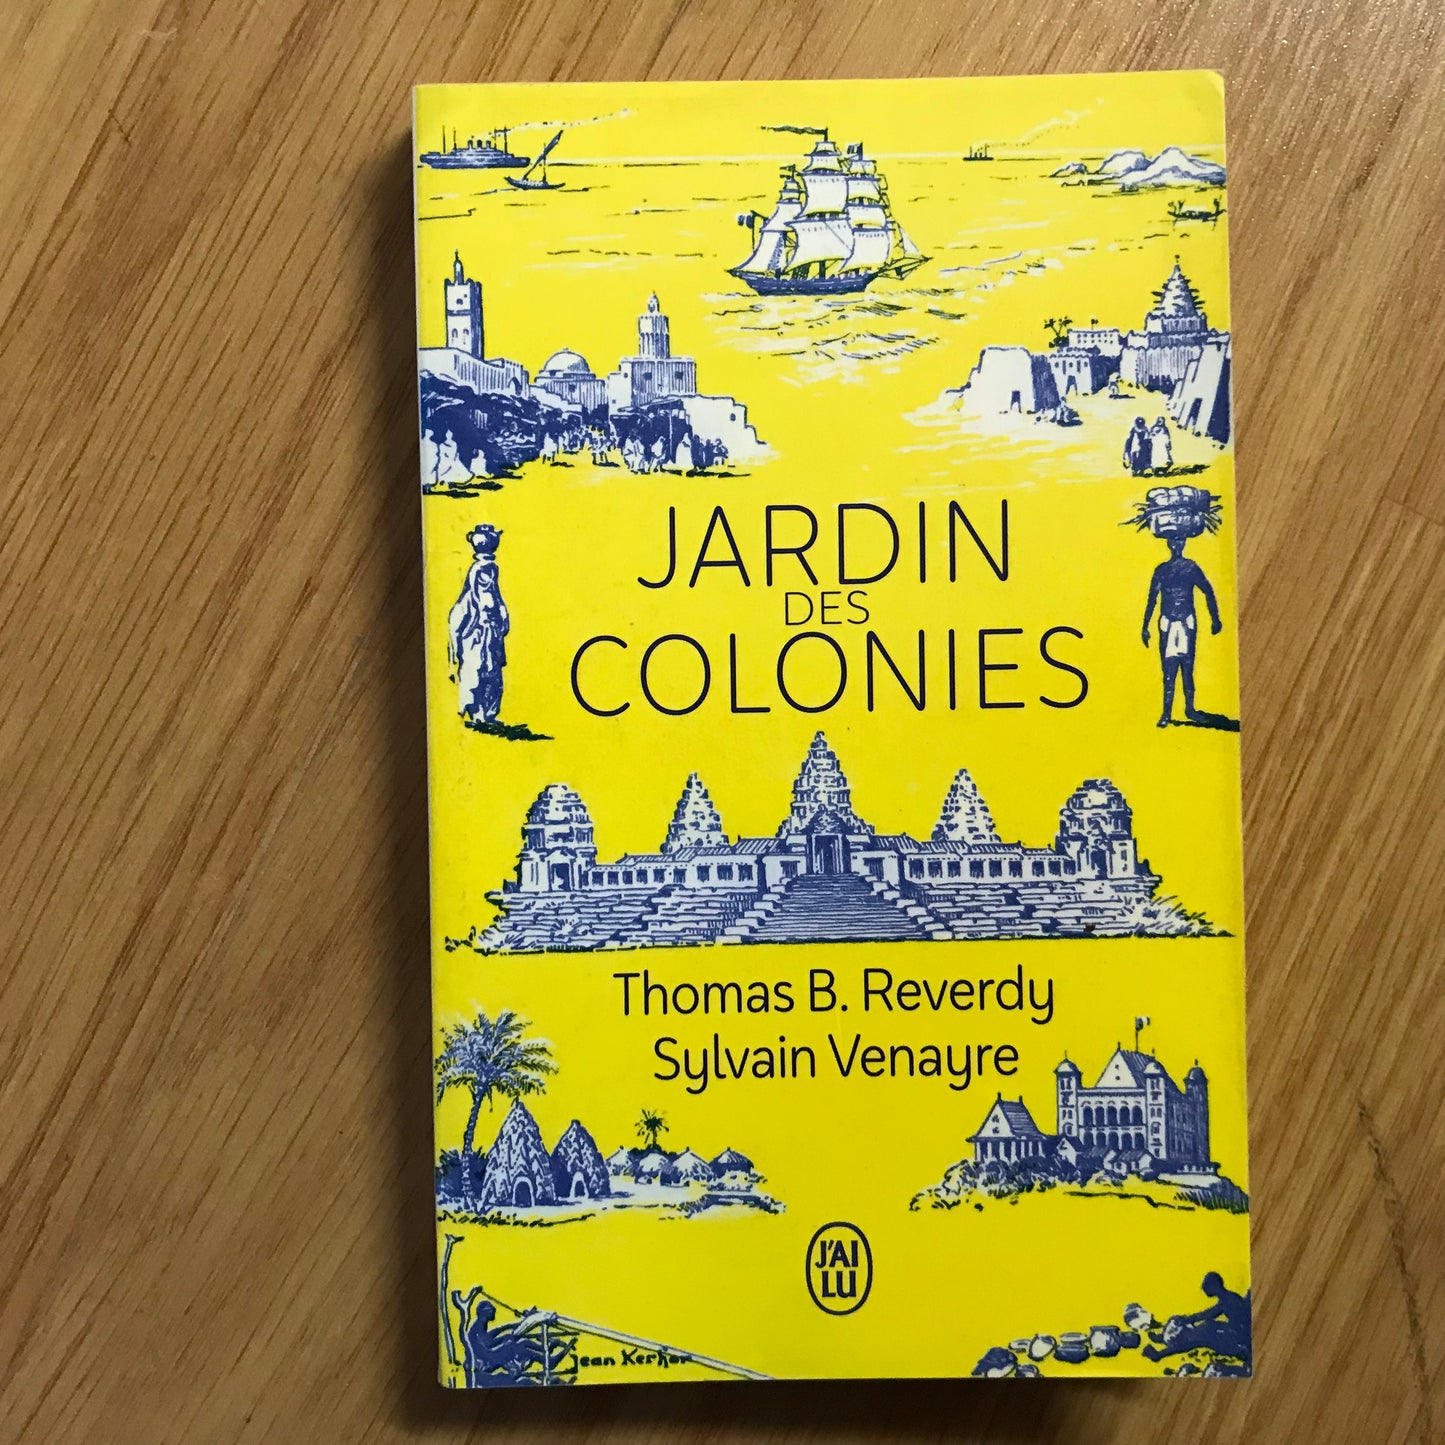 JARDIN
DES
COLONIES
Thomas B. Reverdy
Sylvain Venayre
J'AI
LU
jean Kerhor